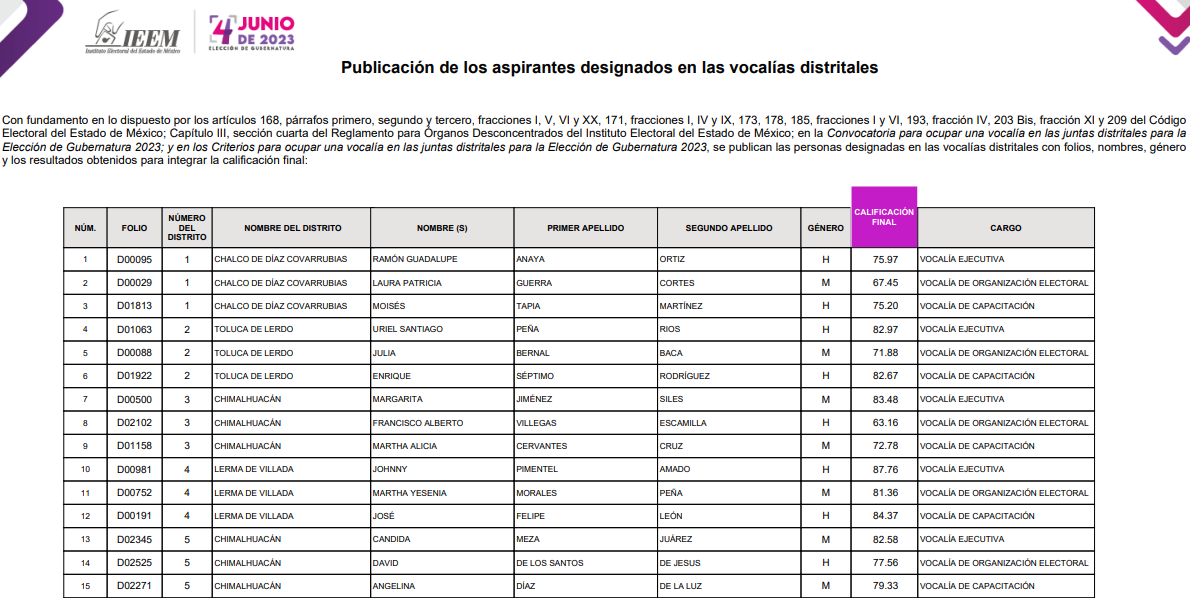 IEEM
Instituto Electoral del Estado de México
4 JUNIO
DE 2023
ELECCIÓN DE GUBERNATURA
Publicación de los aspirantes designados en las vocalías distritales
Con fundamento en lo dispuesto por los artículos 168, párrafos primero, segundo y tercero, fracciones I, V, VI y XX, 171, fracciones I, IV y IX, 173, 178, 185, fracciones I y VI, 193, fracción IV, 203 Bis, fracción XI y 209 del Código
Electoral del Estado de México; Capítulo III, sección cuarta del Reglamento para Órganos Desconcentrados del Instituto Electoral del Estado de México; en la Convocatoria para ocupar una vocalía en las juntas distritales para la
Elección de Gubernatura 2023; y en los Criterios para ocupar una vocalía en las juntas distritales para la Elección de Gubernatura 2023, se publican las personas designadas en las vocalías distritales con folios, nombres, género
y los resultados obtenidos para integrar la calificación final:
NÚM. FOLIO NÚMERO DEL DISTRITO NOMBRE DEL DISTRITO NOMBRE (S) PRIMER APELLIDO SEGUNDO APELLIDO GÉNERO CALIFICACIÓN FINAL CARGO
1 D00095 1 CHALCO DE DÍAZ COVARRUBIAS RAMÓN GUADALUPE ANAYA ORTIZ H 75.97 VOCALÍA EJECUTIVA
2 D00029 1 CHALCO DE DÍAZ COVARRUBIAS LAURA PATRICIA GUERRA CORTES M 67.45 VOCALÍA DE ORGANIZACIÓN ELECTORAL
3 D01813 1 CHALCO DE DÍAZ COVARRUBIAS MOISÉS TAPIA MARTÍNEZ H 75.20 VOCALÍA DE CAPACITACIÓN
4 D01063 2 TOLUCA DE LERDO URIEL SANTIAGO PEÑA RIOS H 82.97 VOCALÍA EJECUTIVA
5 D00088 2 TOLUCA DE LERDO JULIA BERNAL BACA M 71.88 VOCALÍA DE ORGANIZACIÓN ELECTORAL
6 D01922 2 TOLUCA DE LERDO ENRIQUE SÉPTIMO RODRÍGUEZ H 82.67 VOCALÍA DE CAPACITACIÓN
7 D00500 3 CHIMALHUACÁN MARGARITA JIMÉNEZ SILES M 83.48 VOCALÍA EJECUTIVA
8 D02102 3 CHIMALHUACÁN FRANCISCO ALBERTO VILLEGAS ESCAMILLA H 63.16 VOCALÍA DE ORGANIZACIÓN ELECTORAL
9 D01158 3 CHIMALHUACÁN MARTHA ALICIA CERVANTES CRUZ M 72.78 VOCALÍA DE CAPACITACIÓN
10 D00981 4 LERMA DE VILLADA JOHNNY PIMENTEL AMADO H 87.76 VOCALÍA EJECUTIVA
11 D00752 4 LERMA DE VILLADA MARTHA YESENIA MORALES PEÑA M 81.36 VOCALÍA DE ORGANIZACIÓN ELECTORAL
12 D00191 4 LERMA DE VILLADA JOSÉ FELIPE LEÓN H 84.37 VOCALÍA DE CAPACITACIÓN
13 D02345 5 CHIMALHUACÁN CANDIDA MEZA JUÁREZ M 82.58 VOCALÍA EJECUTIVA
14 D02525 5 CHIMALHUACÁN DAVID DE LOS SANTOS DE JESUS H 77.56 VOCALÍA DE ORGANIZACIÓN ELECTORAL
15 D02271 5 CHIMALHUACÁN ANGELINA DÍAZ DE LA LUZ M 79.33 VOCALÍA DE CAPACITACIÓN